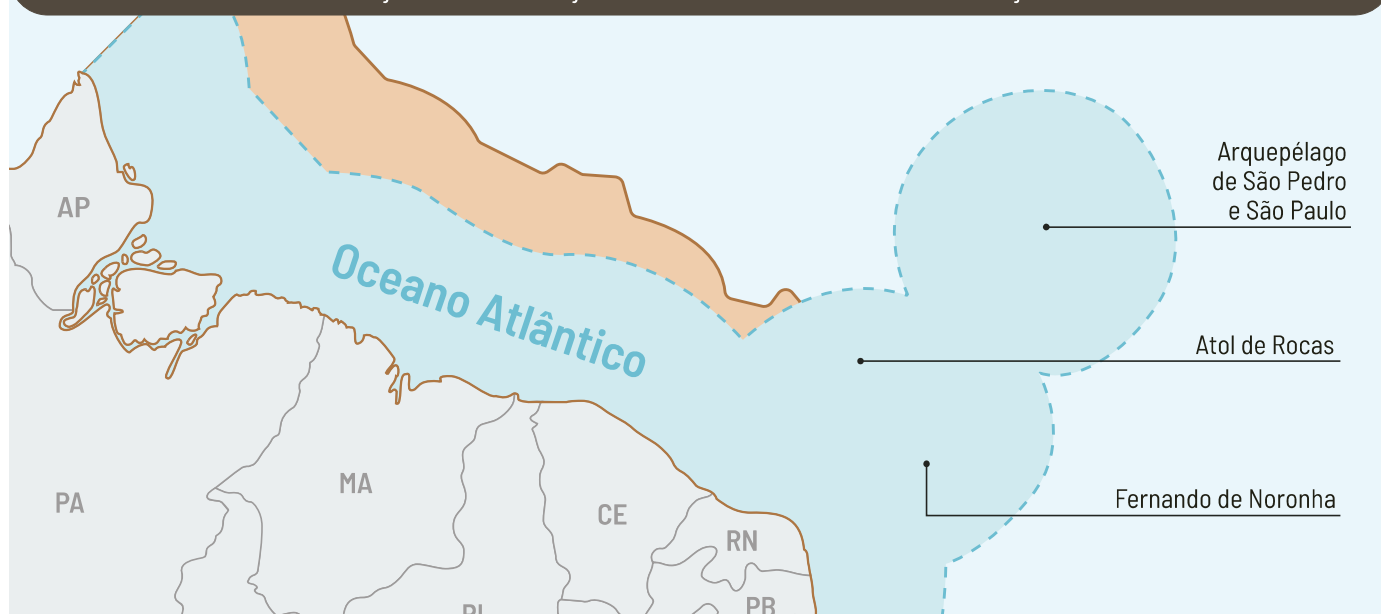 Arquepélago
de São Pedro
e São Paulo
AP
Oceano Atlântico
Atol de Rocas
MA
PA
CE
Fernando de Noronha
RN
PB
PI